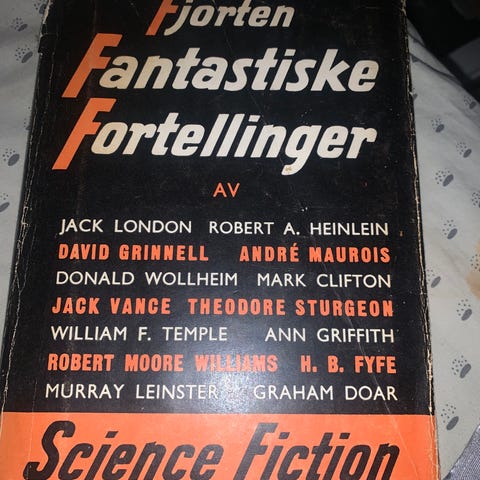 Fjorten
Fantastiske
Fortellinger
AV
JACK LONDON ROBERT A. HEINLEIN
DAVID GRINNELL ANDRÉ MAUROIS
DONALD WOLLHEIM MARK CLIFTON
JACK VANCE THEODORE STURGEON
WILLIAM F. TEMPLE ANN GRIFFITH
ROBERT MOORE WILLIAMS H. B. FYFE
MURRAY LEINSTER GRAHAM DOAR
Science Fiction